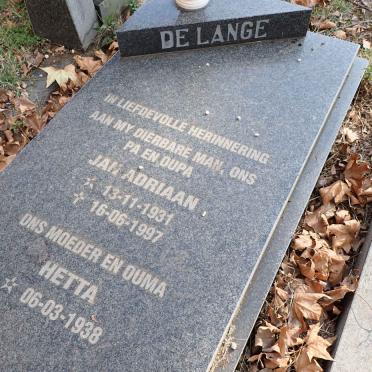 DE LANGE
IN LIEFDEVOLLE HERINNERING
AAN MY DIERBARE MAN, ONS
PA EN OUPA
JAN ADRIAAN
☆ 13-11-1931
✝ 16-06-1997
ONS MOEDER EN OUMA
HETTA
☆ 06-03-1938